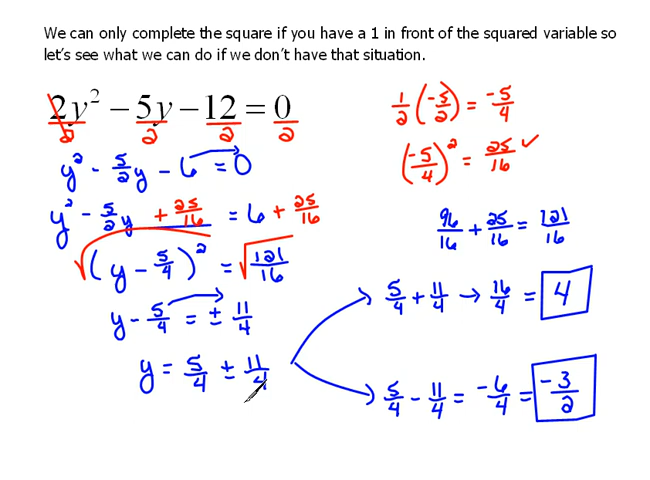 We can only complete the square if you have a 1 in front of the squared variable so
let's see what we can do if we don't have that situation.
2y² − 5y − 12 = 0
2 2 2 2
y² - 5/2 y - 6 = 0
y² - 5/2 y + 25/16 = 6 + 25/16
√(y - 5/4)² = √121/16
y - 5/4 = ± 11/4
y = 5/4 ± 11/4
1/2 (-5/2) = -5/4
(-5/4)² = 25/16 ✓
96/16 + 25/16 = 121/16
5/4 + 11/4 → 16/4 = 4
5/4 - 11/4 = -6/4 = -3/2